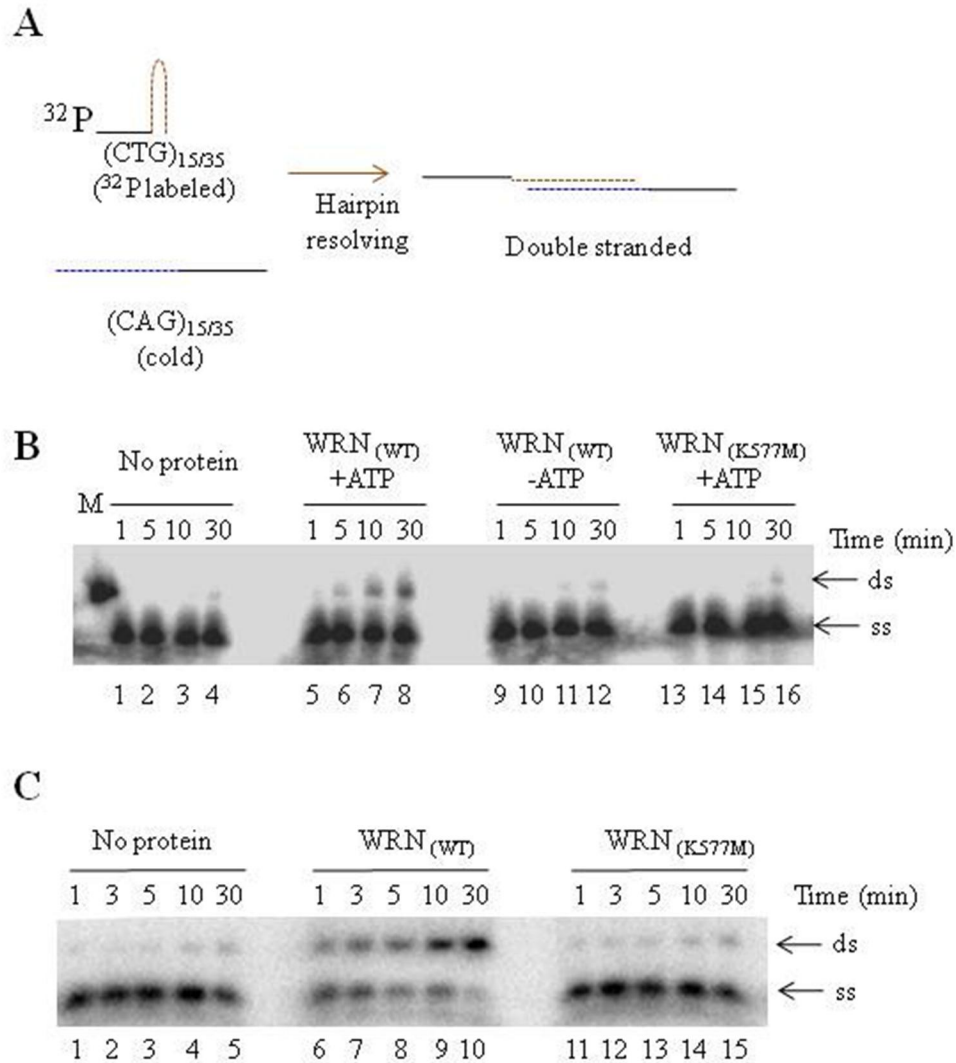 A
³²P
(CTG)15/35
(³²Plabeled)
Hairpin
resolving
Double stranded
(CAG)15/35
(cold)
B
M
No protein
WRN(WT)
+ATP
WRN(WT)
-ATP
WRN(K577M)
+ATP
1 5 10 30 1 5 10 30 1 5 10 30 1 5 10 30
Time (min)
ds
ss
1 2 3 4 5 6 7 8 9 10 11 12 13 14 15 16
C
No protein WRN(WT) WRN(K577M)
1 3 5 10 30 1 3 5 10 30 1 3 5 10 30 Time (min)
ds
ss
1 2 3 4 5 6 7 8 9 10 11 12 13 14 15